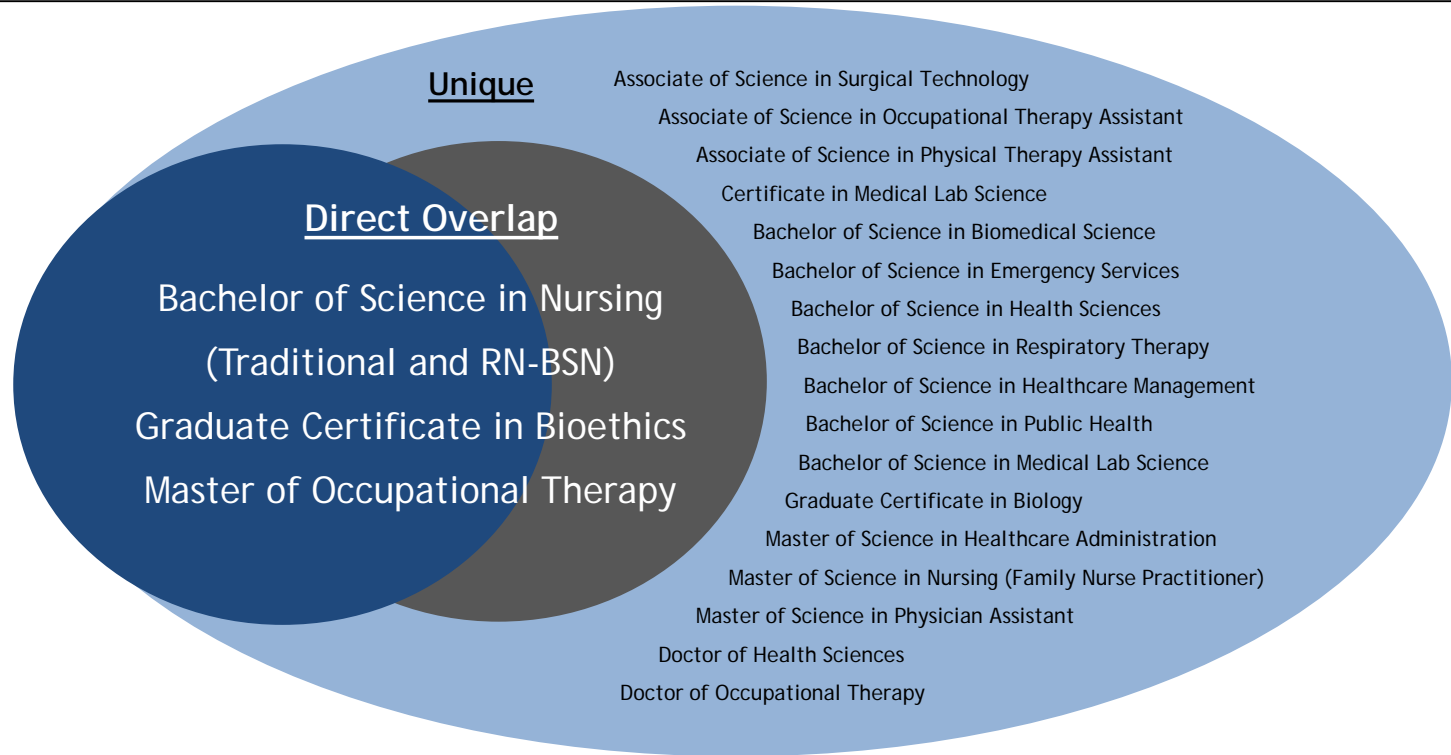 Unique
Associate of Science in Surgical Technology
Associate of Science in Occupational Therapy Assistant
Associate of Science in Physical Therapy Assistant
Certificate in Medical Lab Science
Bachelor of Science in Biomedical Science
Bachelor of Science in Emergency Services
Bachelor of Science in Health Sciences
Bachelor of Science in Respiratory Therapy
Bachelor of Science in Healthcare Management
Bachelor of Science in Public Health
Bachelor of Science in Medical Lab Science
Graduate Certificate in Biology
Master of Science in Healthcare Administration
Master of Science in Nursing (Family Nurse Practitioner)
Master of Science in Physician Assistant
Doctor of Health Sciences
Doctor of Occupational Therapy
Direct Overlap
Bachelor of Science in Nursing
(Traditional and RN-BSN)
Graduate Certificate in Bioethics
Master of Occupational Therapy